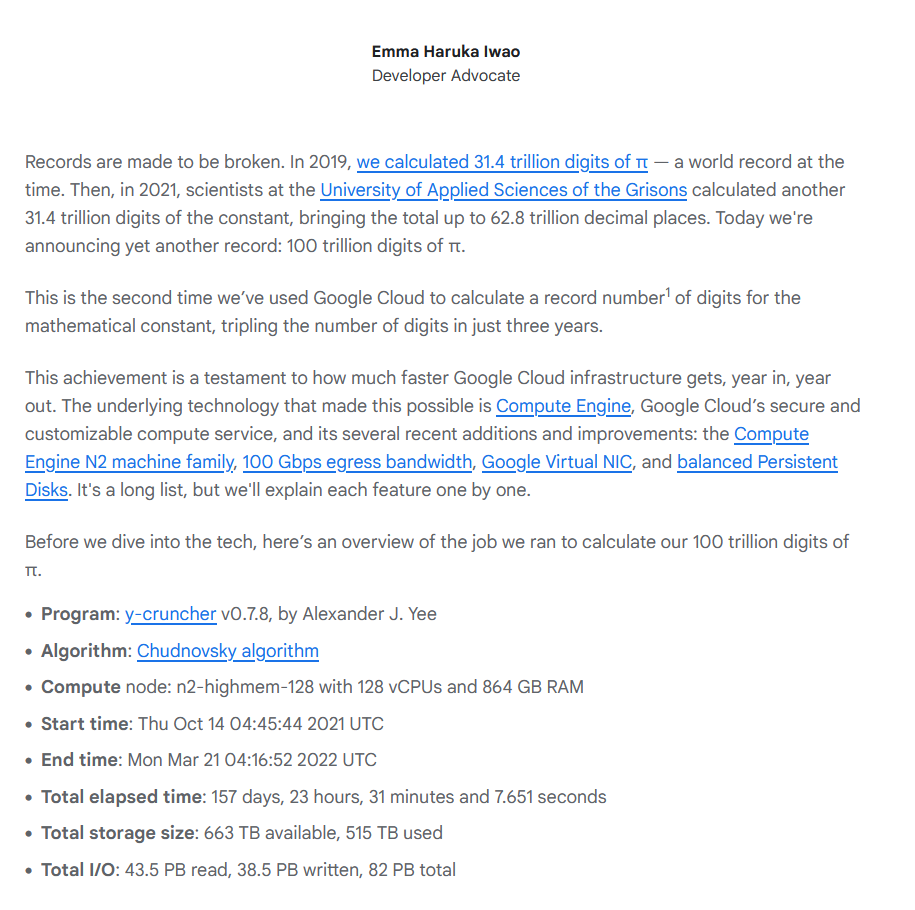 Emma Haruka Iwao
Developer Advocate
Records are made to be broken. In 2019, we calculated 31.4 trillion digits of π — a world record at the
time. Then, in 2021, scientists at the University of Applied Sciences of the Grisons calculated another
31.4 trillion digits of the constant, bringing the total up to 62.8 trillion decimal places. Today we're
announcing yet another record: 100 trillion digits of π.
This is the second time we’ve used Google Cloud to calculate a record number¹ of digits for the
mathematical constant, tripling the number of digits in just three years.
This achievement is a testament to how much faster Google Cloud infrastructure gets, year in, year
out. The underlying technology that made this possible is Compute Engine, Google Cloud’s secure and
customizable compute service, and its several recent additions and improvements: the Compute
Engine N2 machine family, 100 Gbps egress bandwidth, Google Virtual NIC, and balanced Persistent
Disks. It's a long list, but we'll explain each feature one by one.
Before we dive into the tech, here’s an overview of the job we ran to calculate our 100 trillion digits of
π.
• Program: y-cruncher v0.7.8, by Alexander J. Yee
• Algorithm: Chudnovsky algorithm
• Compute node: n2-highmem-128 with 128 vCPUs and 864 GB RAM
• Start time: Thu Oct 14 04:45:44 2021 UTC
• End time: Mon Mar 21 04:16:52 2022 UTC
• Total elapsed time: 157 days, 23 hours, 31 minutes and 7.651 seconds
• Total storage size: 663 TB available, 515 TB used
• Total I/O: 43.5 PB read, 38.5 PB written, 82 PB total